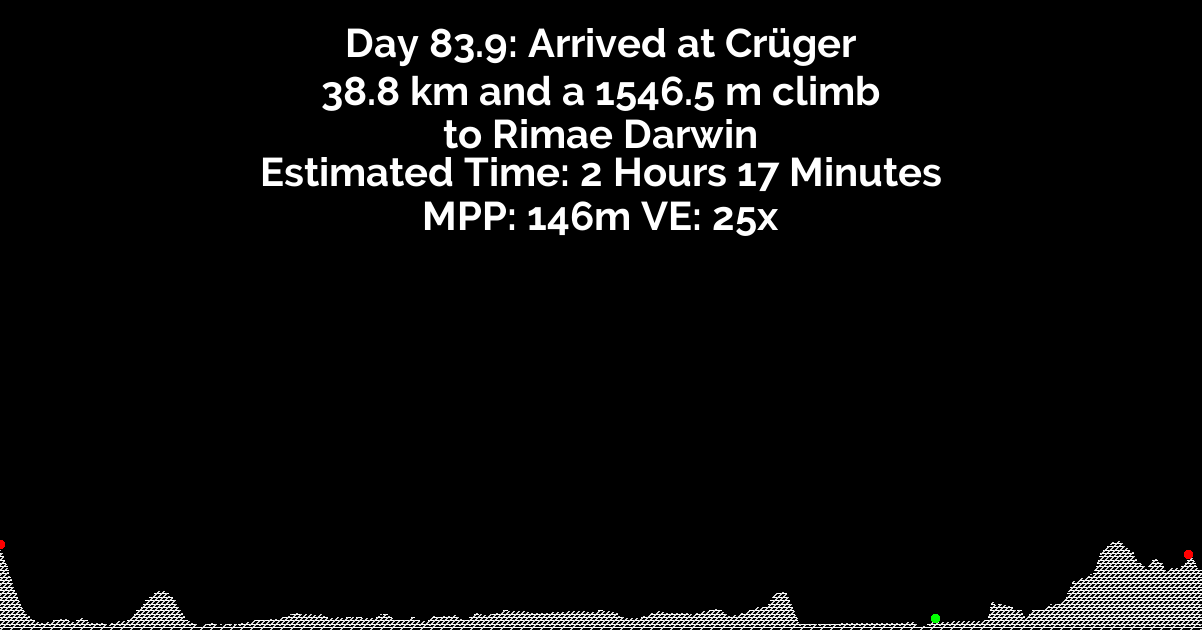 Day 83.9: Arrived at Crüger
38.8 km and a 1546.5 m climb
to Rimae Darwin
Estimated Time: 2 Hours 17 Minutes
MPP: 146m VE: 25x